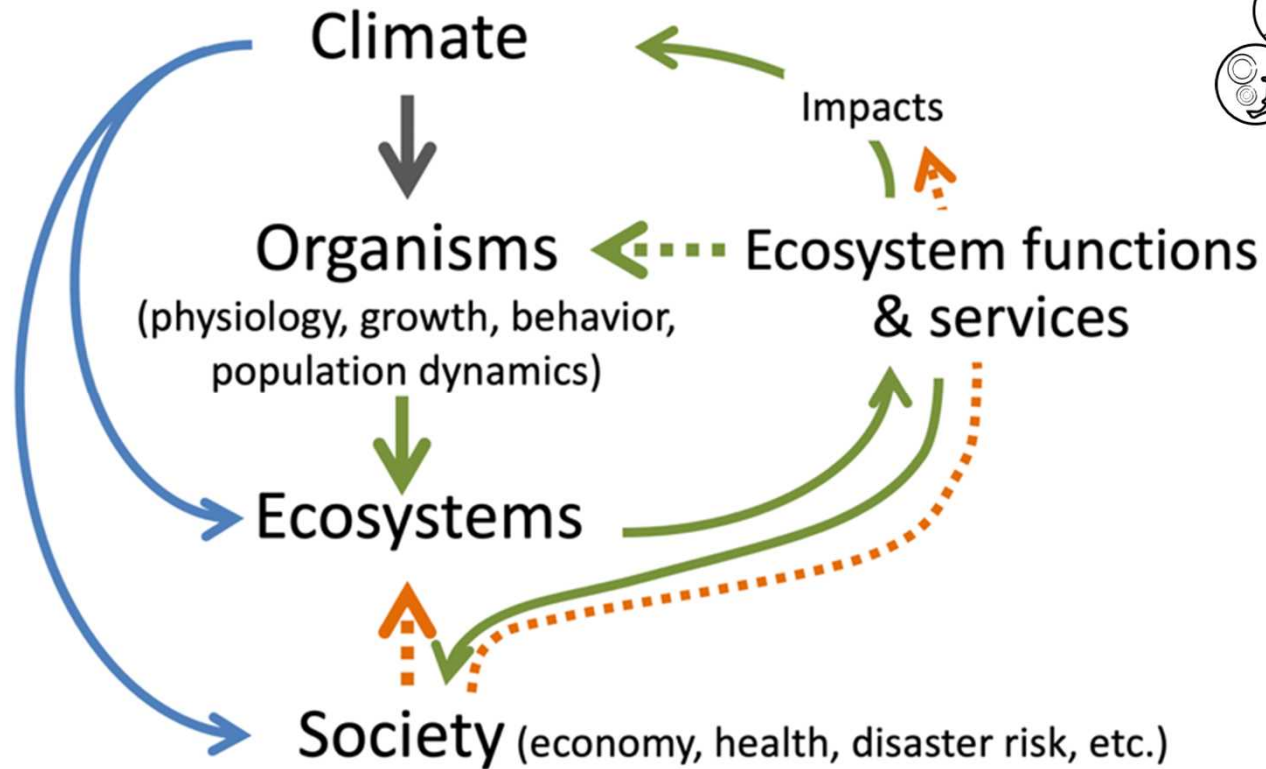 Climate
Impacts
Organisms
(physiology, growth, behavior,
population dynamics)
Ecosystem functions
& services
Ecosystems
Society (economy, health, disaster risk, etc.)